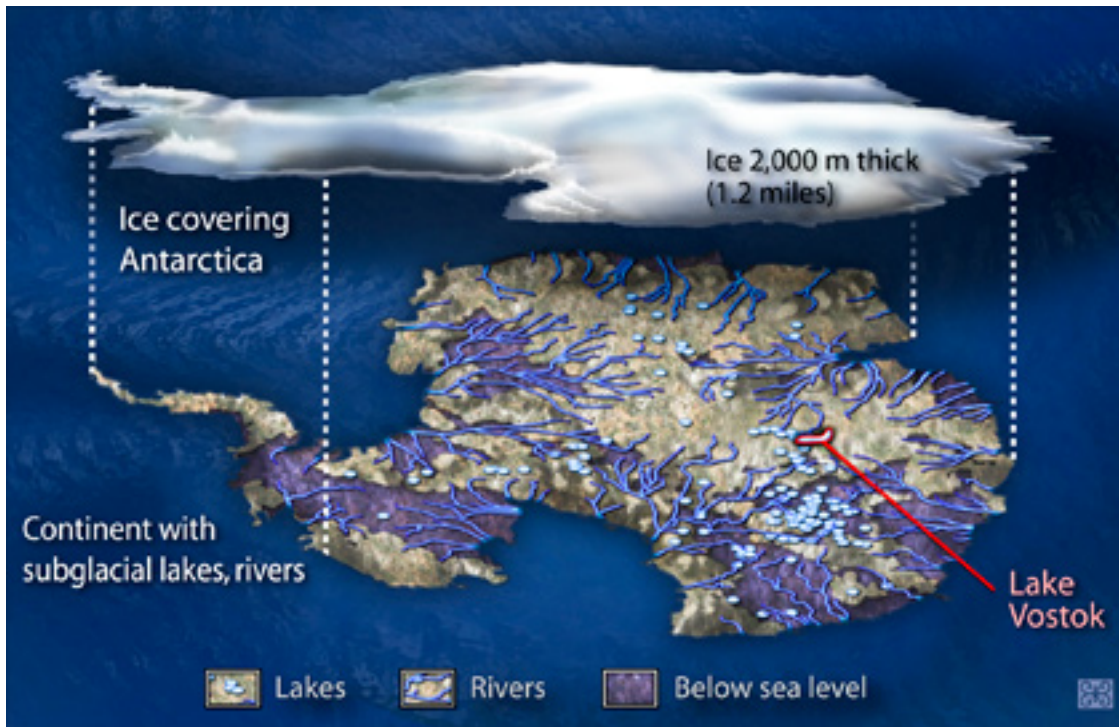 Ice 2,000 m thick
(1.2 miles)
Ice covering
Antarctica
Continent with
subglacial lakes, rivers
Lake
Vostok
Lakes
Rivers
Below sea level